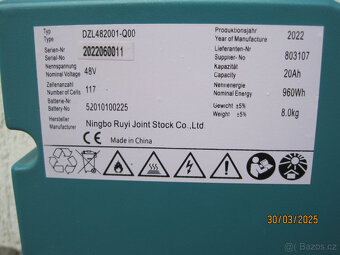 Typ DZL482001-Q00 Produktionsjahr 2022
Type Year of Manufacture
Serien-Nr 2022060011 Lieferanten-Nr 803107
Serial-No Supplier-No
Nennspannung 48V Kapazität 20Ah
Nominal Voltage Capacity
Zellenanzahl 117 Nennenergie 960Wh
Number of Cells Nominal Energy
Batterie-Nr 52010100225 Gewicht ±5% 8.0kg
Battery-No Weight ±5%
Hersteller Ningbo Ruyi Joint Stock Co.,Ltd
Manufacturer
Made in China
30/03/2025
Bazoš.cz